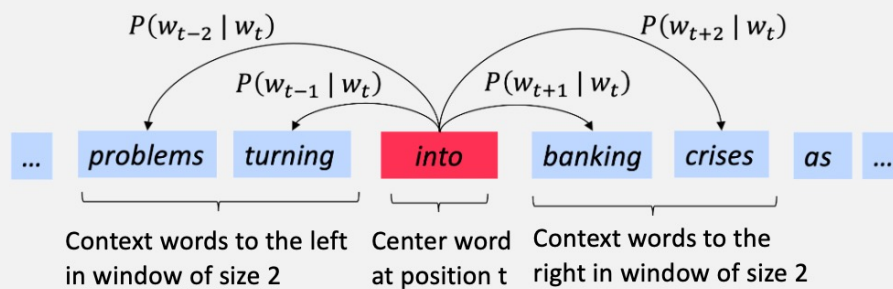 P(w_{t−2} | w_t)
P(w_{t+2} | w_t)
P(w_{t−1} | w_t)
P(w_{t+1} | w_t)
... problems turning into banking crises as ...
Context words to the left
in window of size 2
Center word
at position t
Context words to the
right in window of size 2